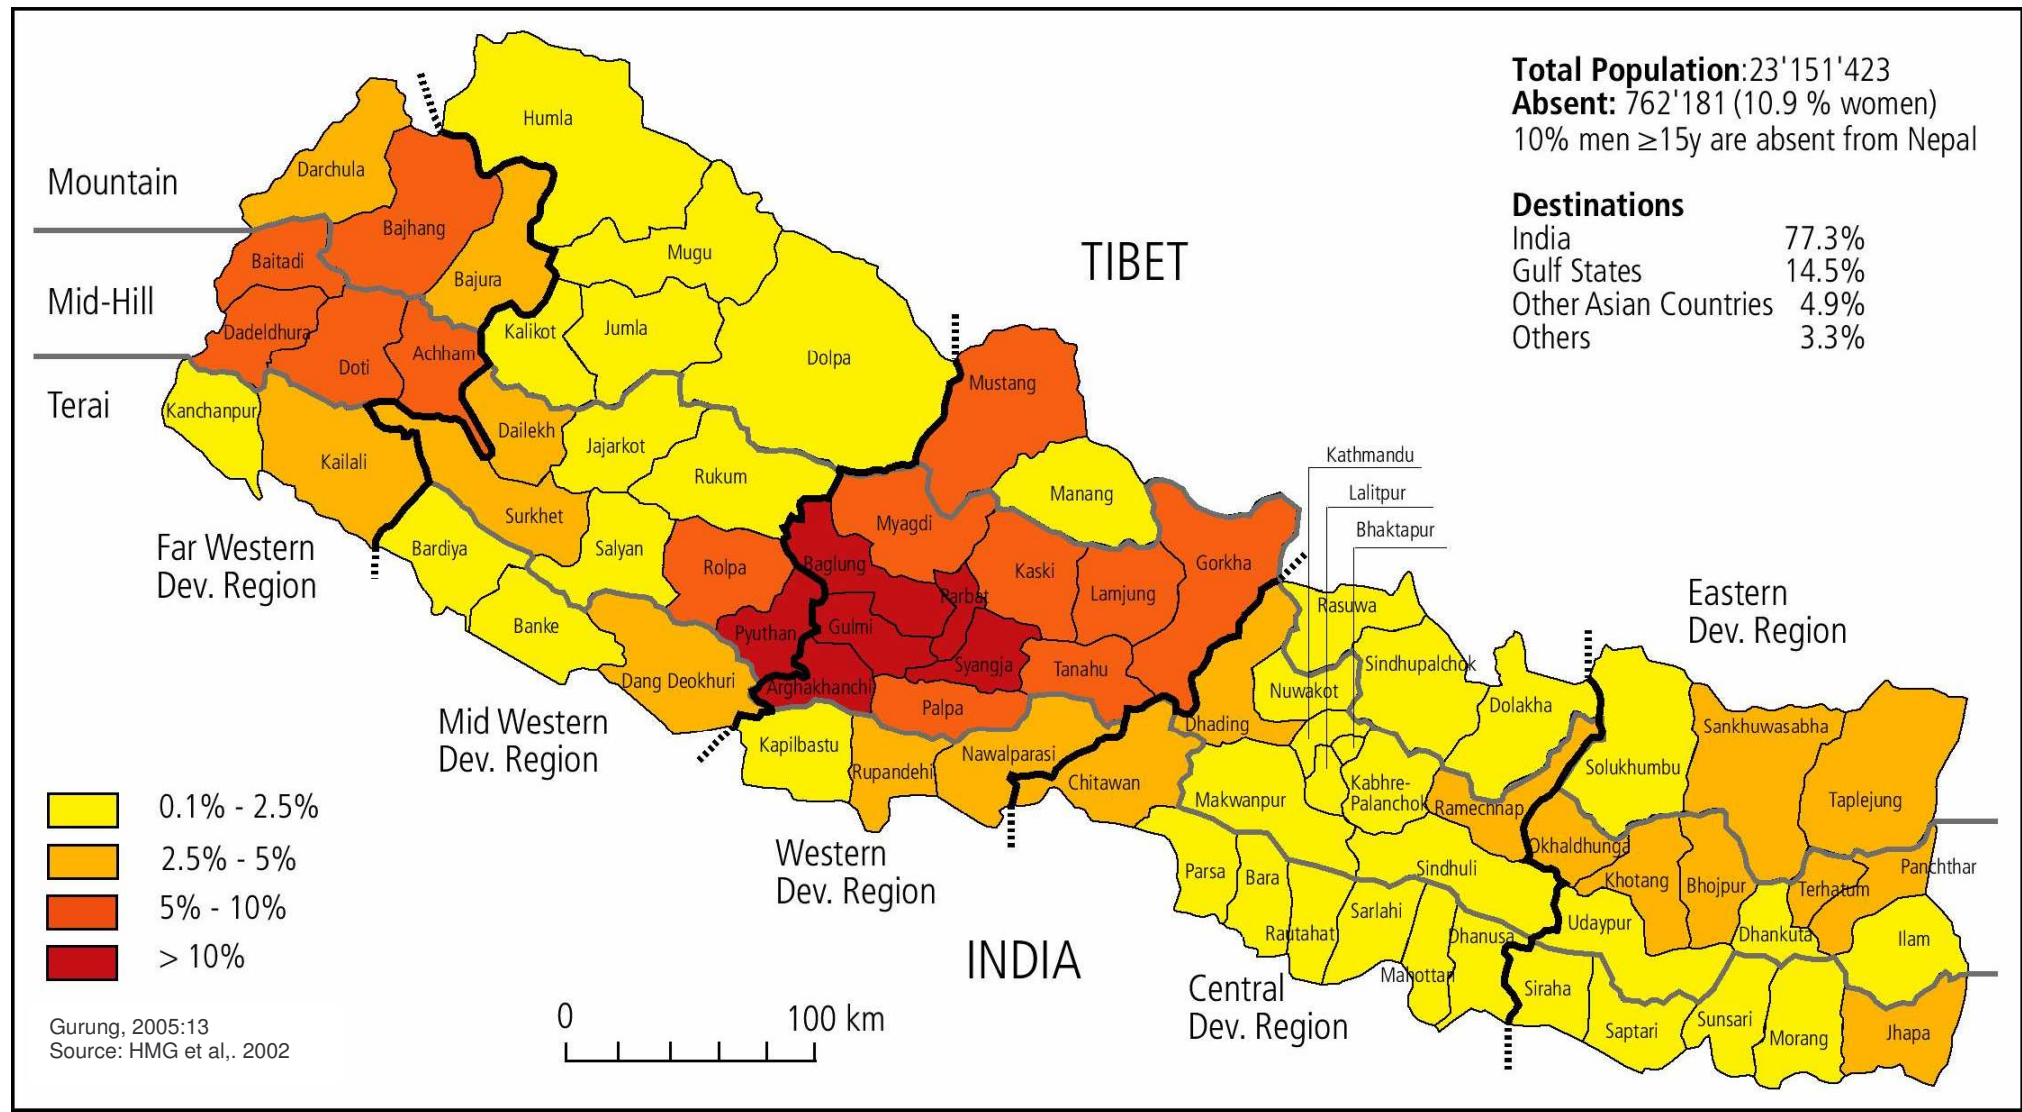 Total Population:23'151'423
Absent: 762'181 (10.9 % women)
10% men ≥15y are absent from Nepal
Destinations
India 77.3%
Gulf States 14.5%
Other Asian Countries 4.9%
Others 3.3%
Mountain
Mid-Hill
Terai
TIBET
INDIA
Far Western
Dev. Region
Mid Western
Dev. Region
Western
Dev. Region
Central
Dev. Region
Eastern
Dev. Region
Humla
Darchula
Bajhang
Baitadi
Bajura
Mugu
Dadeldhura
Doti
Achham
Kalikot
Jumla
Dolpa
Mustang
Kanchanpur
Kailali
Dailekh
Jajarkot
Rukum
Surkhet
Salyan
Bardiya
Banke
Rolpa
Pyuthan
Dang Deokhuri
Myagdi
Manang
Baglung
Parbat
Kaski
Lamjung
Gorkha
Gulmi
Syangja
Tanahu
Arghakhanchi
Palpa
Kapilbastu
Rupandehi
Nawalparasi
Chitawan
Kathmandu
Lalitpur
Bhaktapur
Rasuwa
Sindhupalchok
Nuwakot
Dhading
Dolakha
Makwanpur
Kabhre-
Palanchok
Ramechhap
Sindhuli
Parsa
Bara
Rautahat
Sarlahi
Mahottari
Dhanusa
Solukhumbu
Sankhuwasabha
Taplejung
Okhaldhunga
Khotang
Bhojpur
Terhatum
Panchthar
Udaypur
Dhankuta
Ilam
Siraha
Saptari
Sunsari
Morang
Jhapa
0.1% - 2.5%
2.5% - 5%
5% - 10%
> 10%
Gurung, 2005:13
Source: HMG et al,. 2002
0 100 km